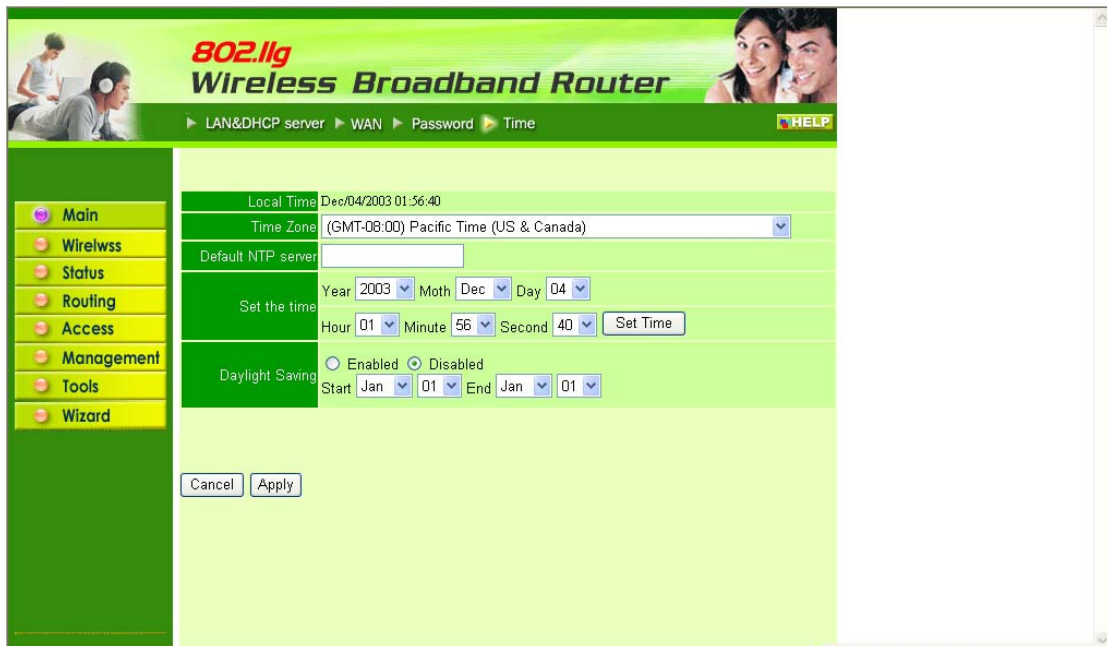 802.11g
Wireless Broadband Router
LAN&DHCP server WAN Password Time
HELP
Main
Wirelwss
Status
Routing
Access
Management
Tools
Wizard
Local Time Dec/04/2003 01:56:40
Time Zone (GMT-08:00) Pacific Time (US & Canada)
Default NTP server
Set the time
Year 2003 Moth Dec Day 04
Hour 01 Minute 56 Second 40 Set Time
Daylight Saving
Enabled Disabled
Start Jan 01 End Jan 01
Cancel Apply